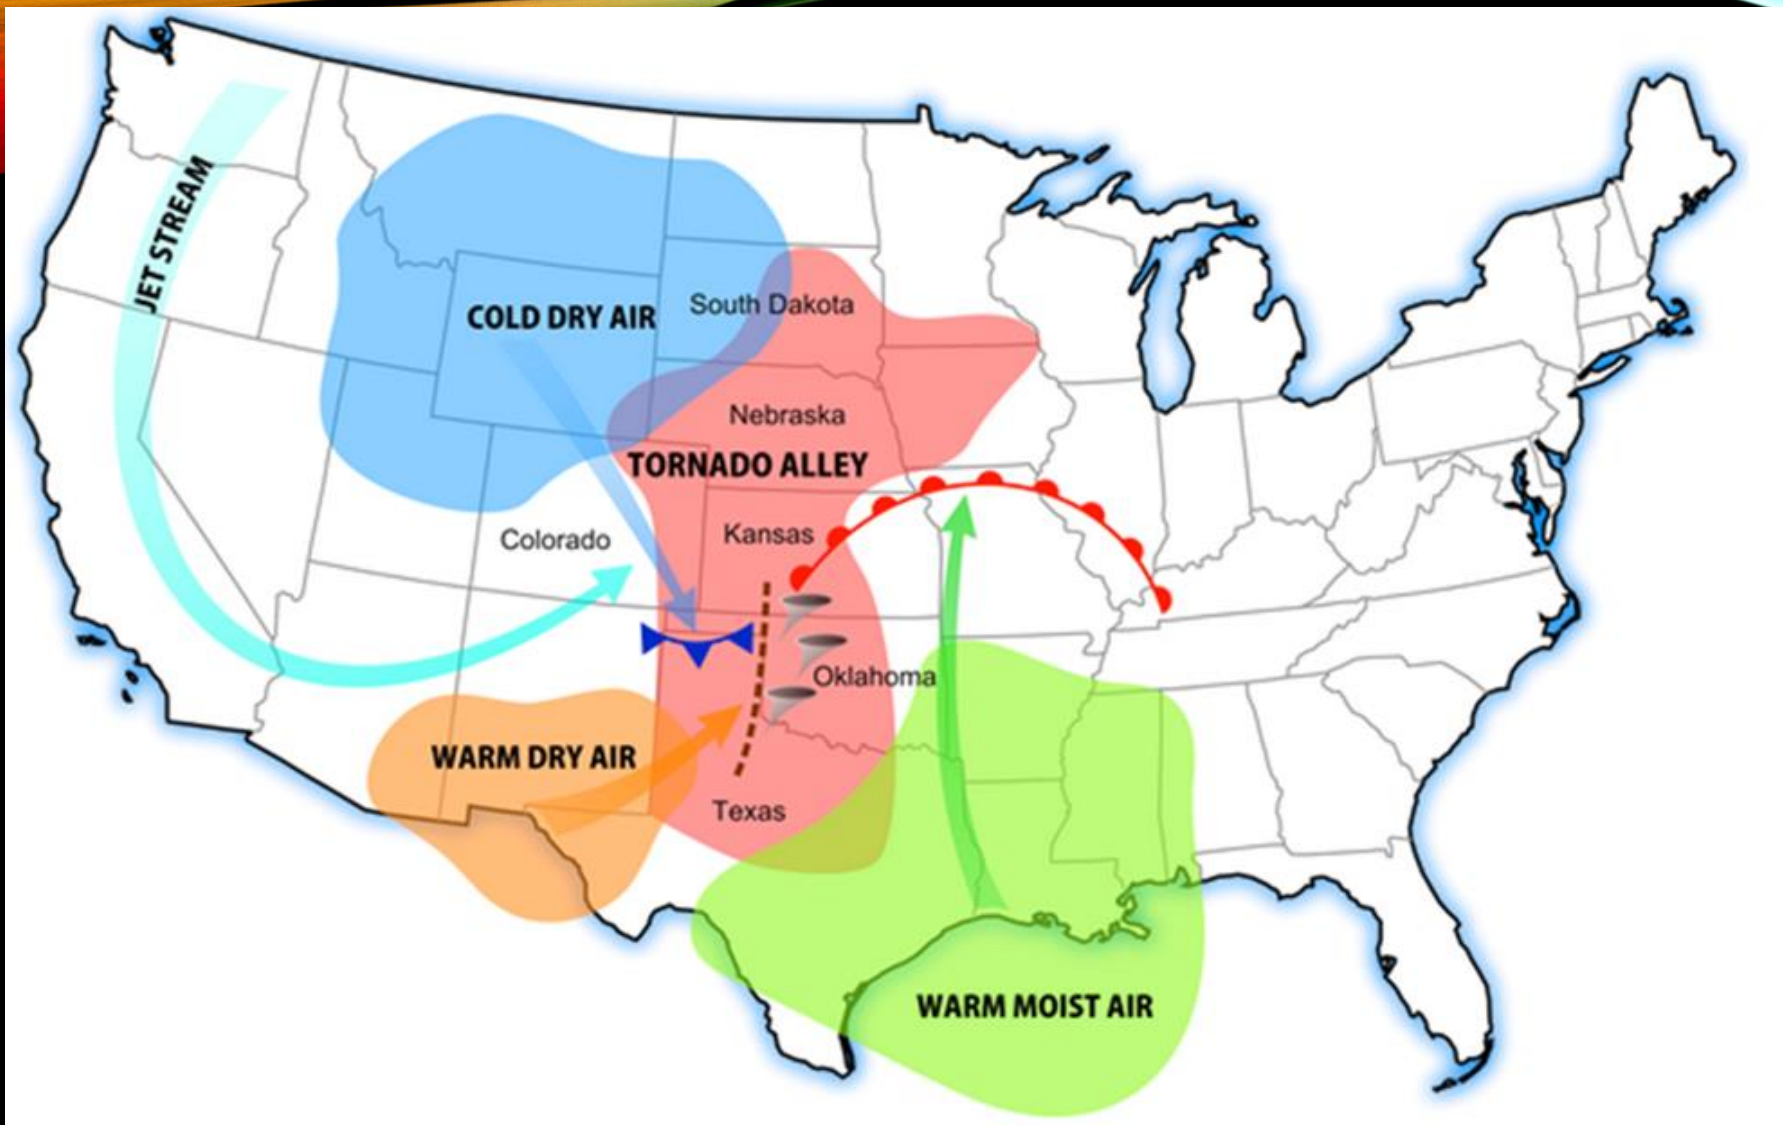 JET STREAM
COLD DRY AIR
South Dakota
Nebraska
TORNADO ALLEY
Colorado
Kansas
Oklahoma
WARM DRY AIR
Texas
WARM MOIST AIR